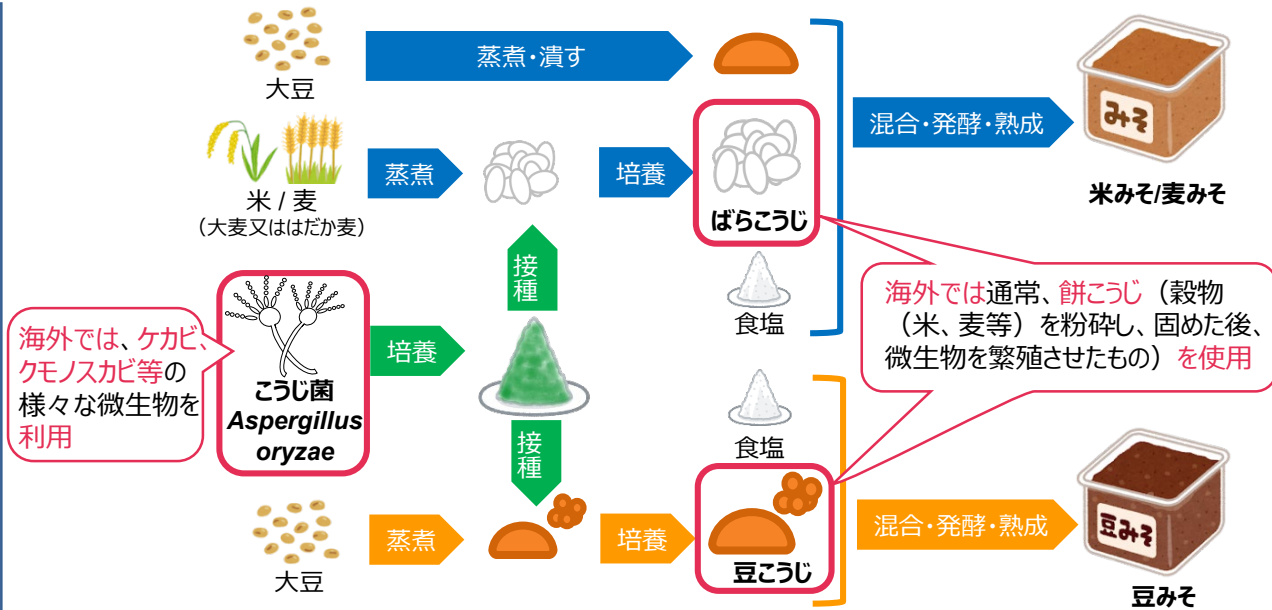 大豆
蒸煮・潰す
混合・発酵・熟成
みそ
米みそ/麦みそ
米 / 麦
（大麦又ははだか麦）
蒸煮
培養
ばらこうじ
接種
食塩
海外では、ケカビ、
クモノスカビ等の
様々な微生物を
利用
こうじ菌
Aspergillus
oryzae
培養
海外では通常、餅こうじ（穀物
（米、麦等）を粉砕し、固めた後、
微生物を繁殖させたもの）を使用
接種
食塩
大豆
蒸煮
培養
豆こうじ
混合・発酵・熟成
豆みそ
豆みそ